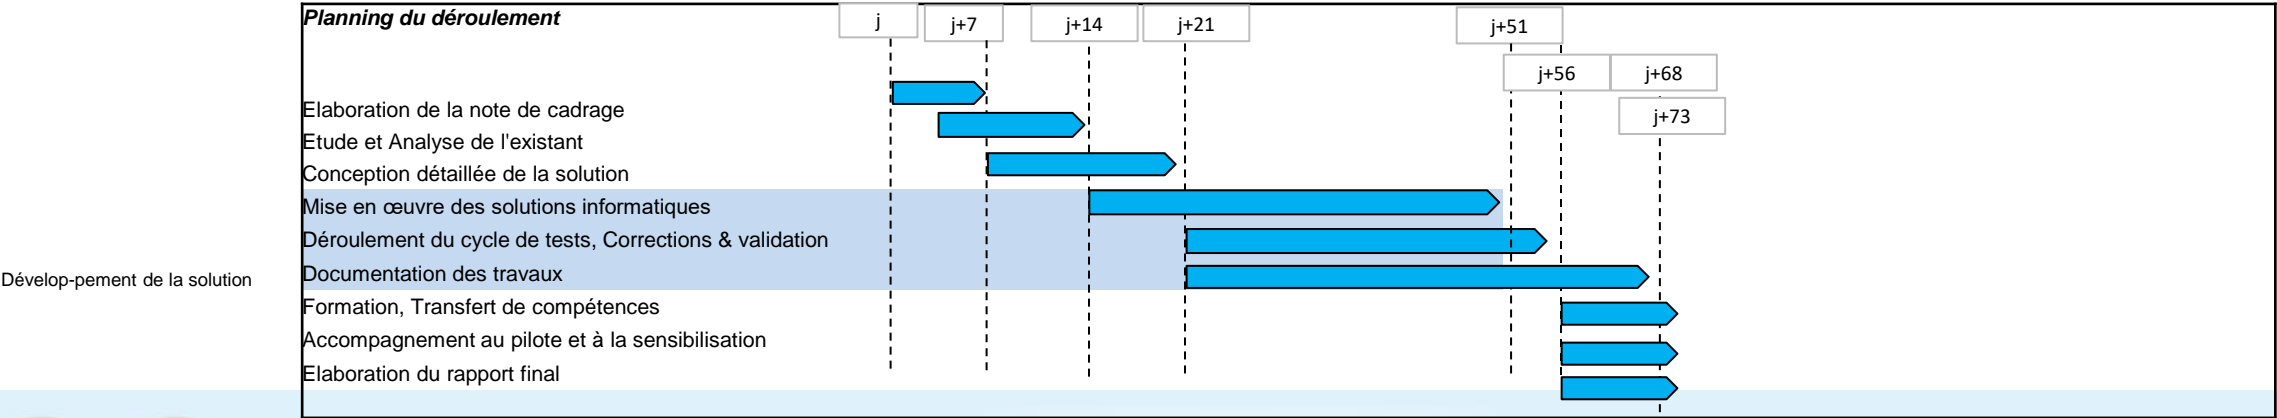 Planning du déroulement
j
j+7
j+14
j+21
j+51
j+56
j+68
j+73
Elaboration de la note de cadrage
Etude et Analyse de l'existant
Conception détaillée de la solution
Mise en œuvre des solutions informatiques
Déroulement du cycle de tests, Corrections & validation
Documentation des travaux
Dévelop-pement de la solution
Formation, Transfert de compétences
Accompagnement au pilote et à la sensibilisation
Elaboration du rapport final